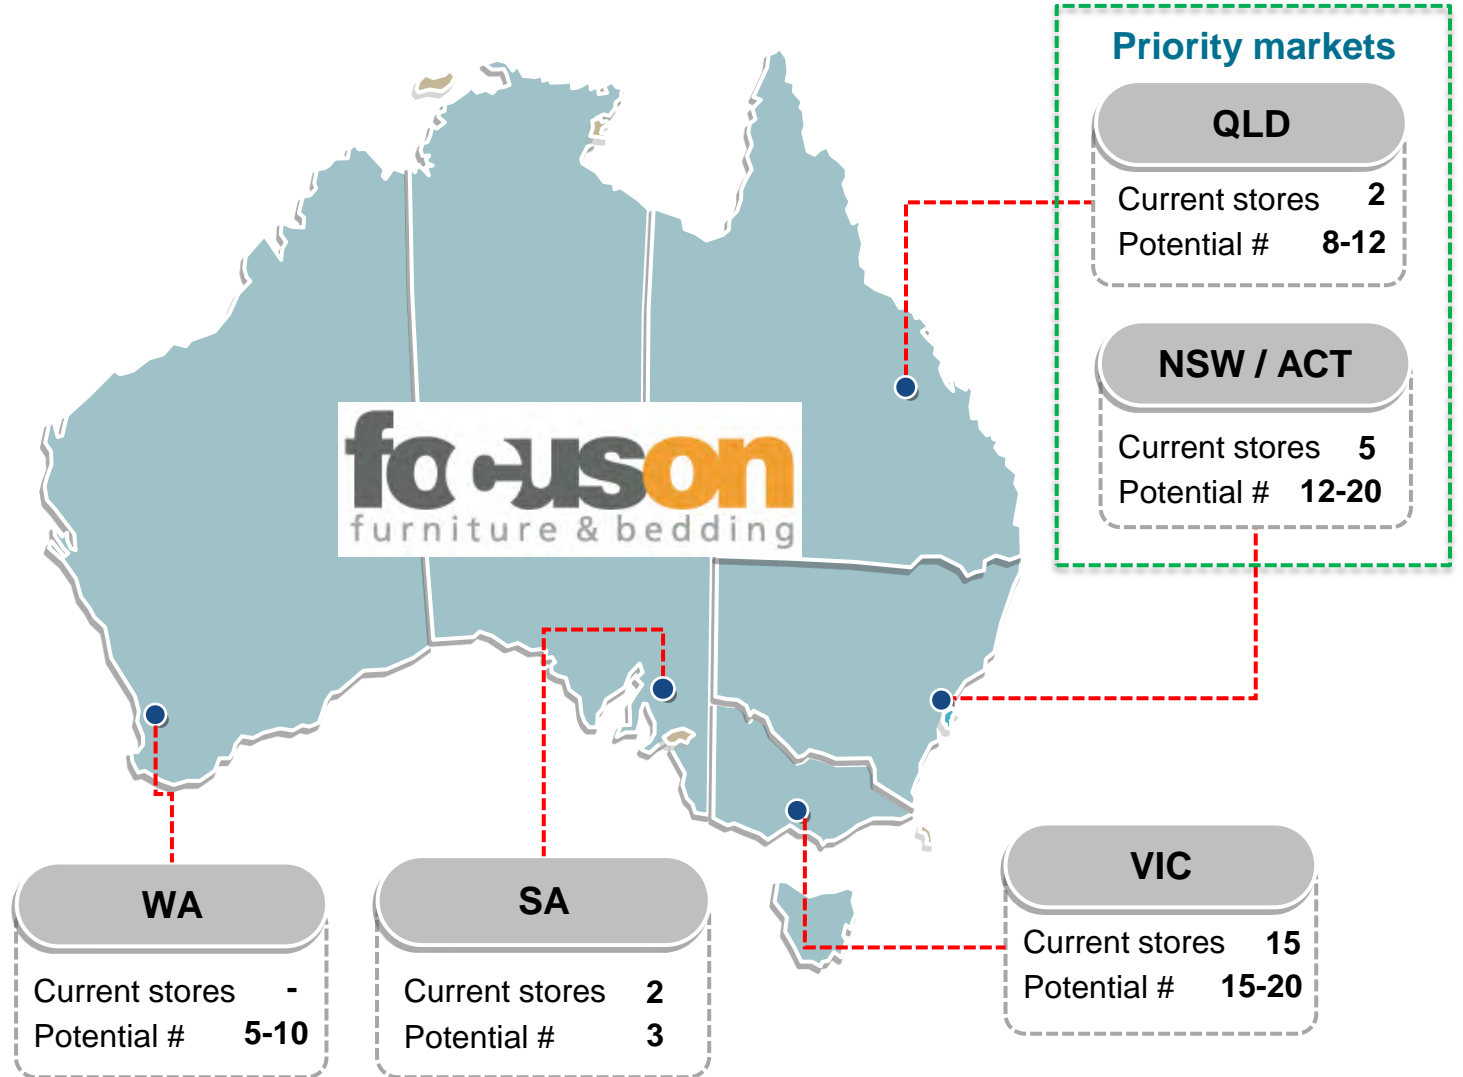 Priority markets
QLD
Current stores 2
Potential # 8-12
NSW / ACT
Current stores 5
Potential # 12-20
focuson
furniture & bedding
WA
Current stores -
Potential # 5-10
SA
Current stores 2
Potential # 3
VIC
Current stores 15
Potential # 15-20